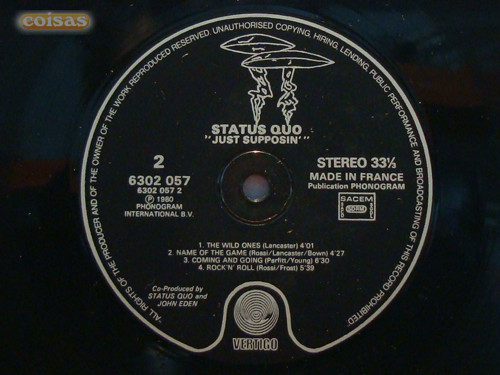 coisas
ALL RIGHTS OF THE PRODUCER AND OF THE OWNER OF THE WORK REPRODUCED RESERVED. UNAUTHORISED COPYING, HIRING, LENDING, PUBLIC PERFORMANCE AND BROADCASTING OF THIS RECORD PROHIBITED.
STATUS QUO
"JUST SUPPOSIN'"
2
6302 057
6302 057 2
Ⓟ 1980
PHONOGRAM
INTERNATIONAL B.V.
STEREO 33⅓
MADE IN FRANCE
Publication PHONOGRAM
SACEM
1. THE WILD ONES (Lancaster) 4'01
2. NAME OF THE GAME (Rossi/Lancaster/Bown) 4'27
3. COMING AND GOING (Parfitt/Young) 6'30
4. ROCK'N' ROLL (Rossi/Frost) 5'39
Co-Produced by
STATUS QUO and
JOHN EDEN
VERTIGO